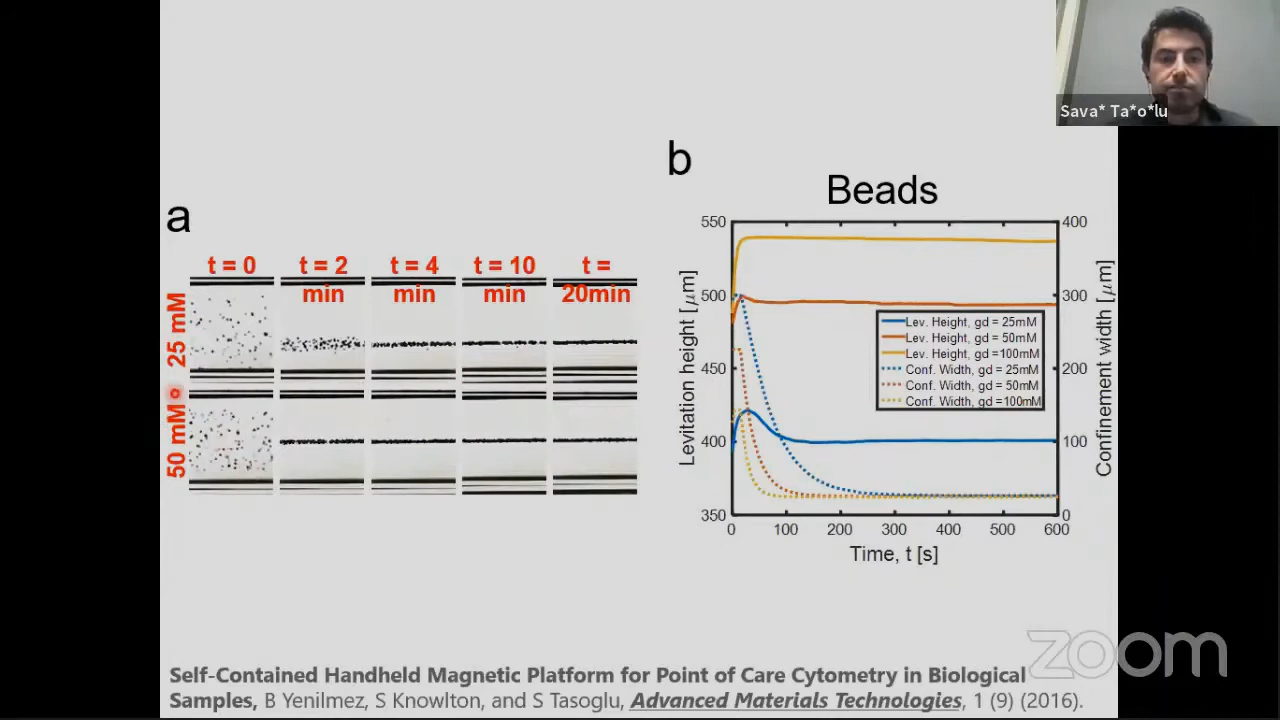 Sava* Ta*o*lu
a
t = 0
t = 2
min
t = 4
min
t = 10
min
t =
20min
25 mM
50 mM
b
Beads
Levitation height [μm]
550
500
450
400
350
Confinement width [μm]
400
300
200
100
0
Lev. Height, gd = 25mM
Lev. Height, gd = 50mM
Lev. Height, gd = 100mM
Conf. Width, gd = 25mM
Conf. Width, gd = 50mM
Conf. Width, gd = 100mM
0 100 200 300 400 500 600
Time, t [s]
zoom
Self-Contained Handheld Magnetic Platform for Point of Care Cytometry in Biological
Samples, B Yenilmez, S Knowlton, and S Tasoglu, Advanced Materials Technologies, 1 (9) (2016).